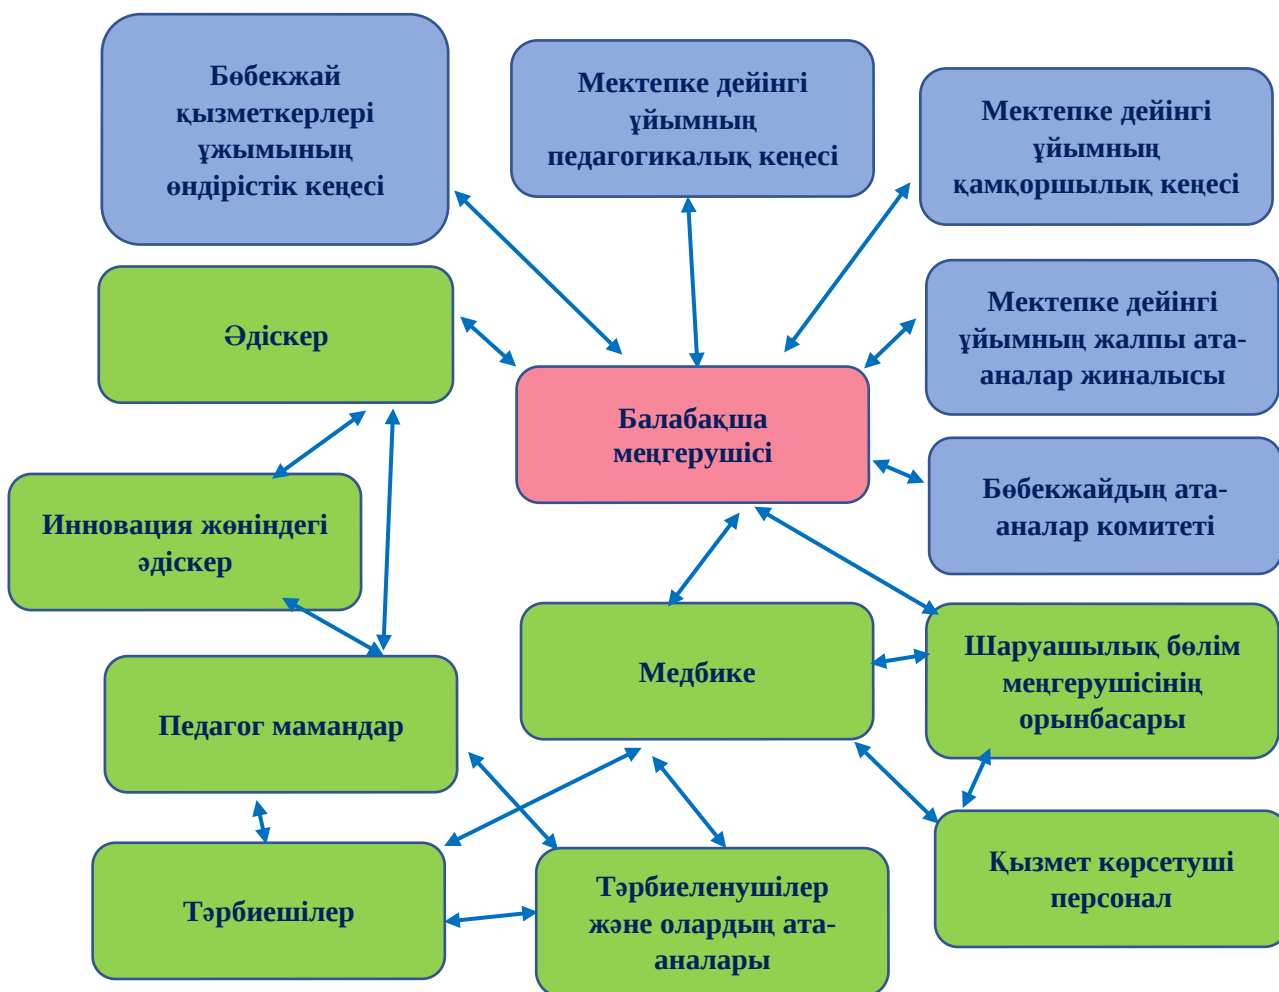 Бөбекжай
қызметкерлері
ұжымының
өндірістік кеңесі
Мектепке дейінгі
ұйымның
педагогикалық кеңесі
Мектепке дейінгі
ұйымның
қамқоршылық кеңесі
Әдіскер
Мектепке дейінгі
ұйымның жалпы ата-
аналар жиналысы
Балабақша
меңгерушісі
Бөбекжайдың ата-
аналар комитеті
Инновация жөніндегі
әдіскер
Медбике
Шаруашылық бөлім
меңгерушісінің
орынбасары
Педагог мамандар
Тәрбиешілер
Тәрбиеленушілер
және олардың ата-
аналары
Қызмет көрсетуші
персонал